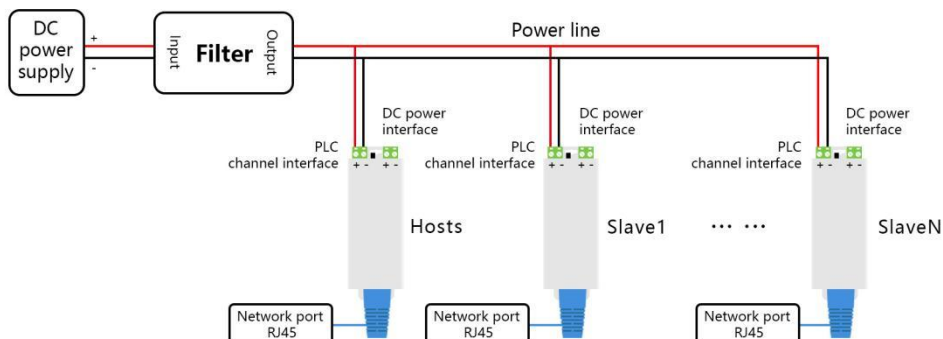 DC
power
supply
+
-
Input
Filter
Output
Power line
PLC
channel interface
DC power
interface
+ - + -
Hosts
Network port
RJ45
PLC
channel interface
DC power
interface
+ - + -
Slave1
Network port
RJ45
... ...
PLC
channel interface
DC power
interface
+ - + -
SlaveN
Network port
RJ45